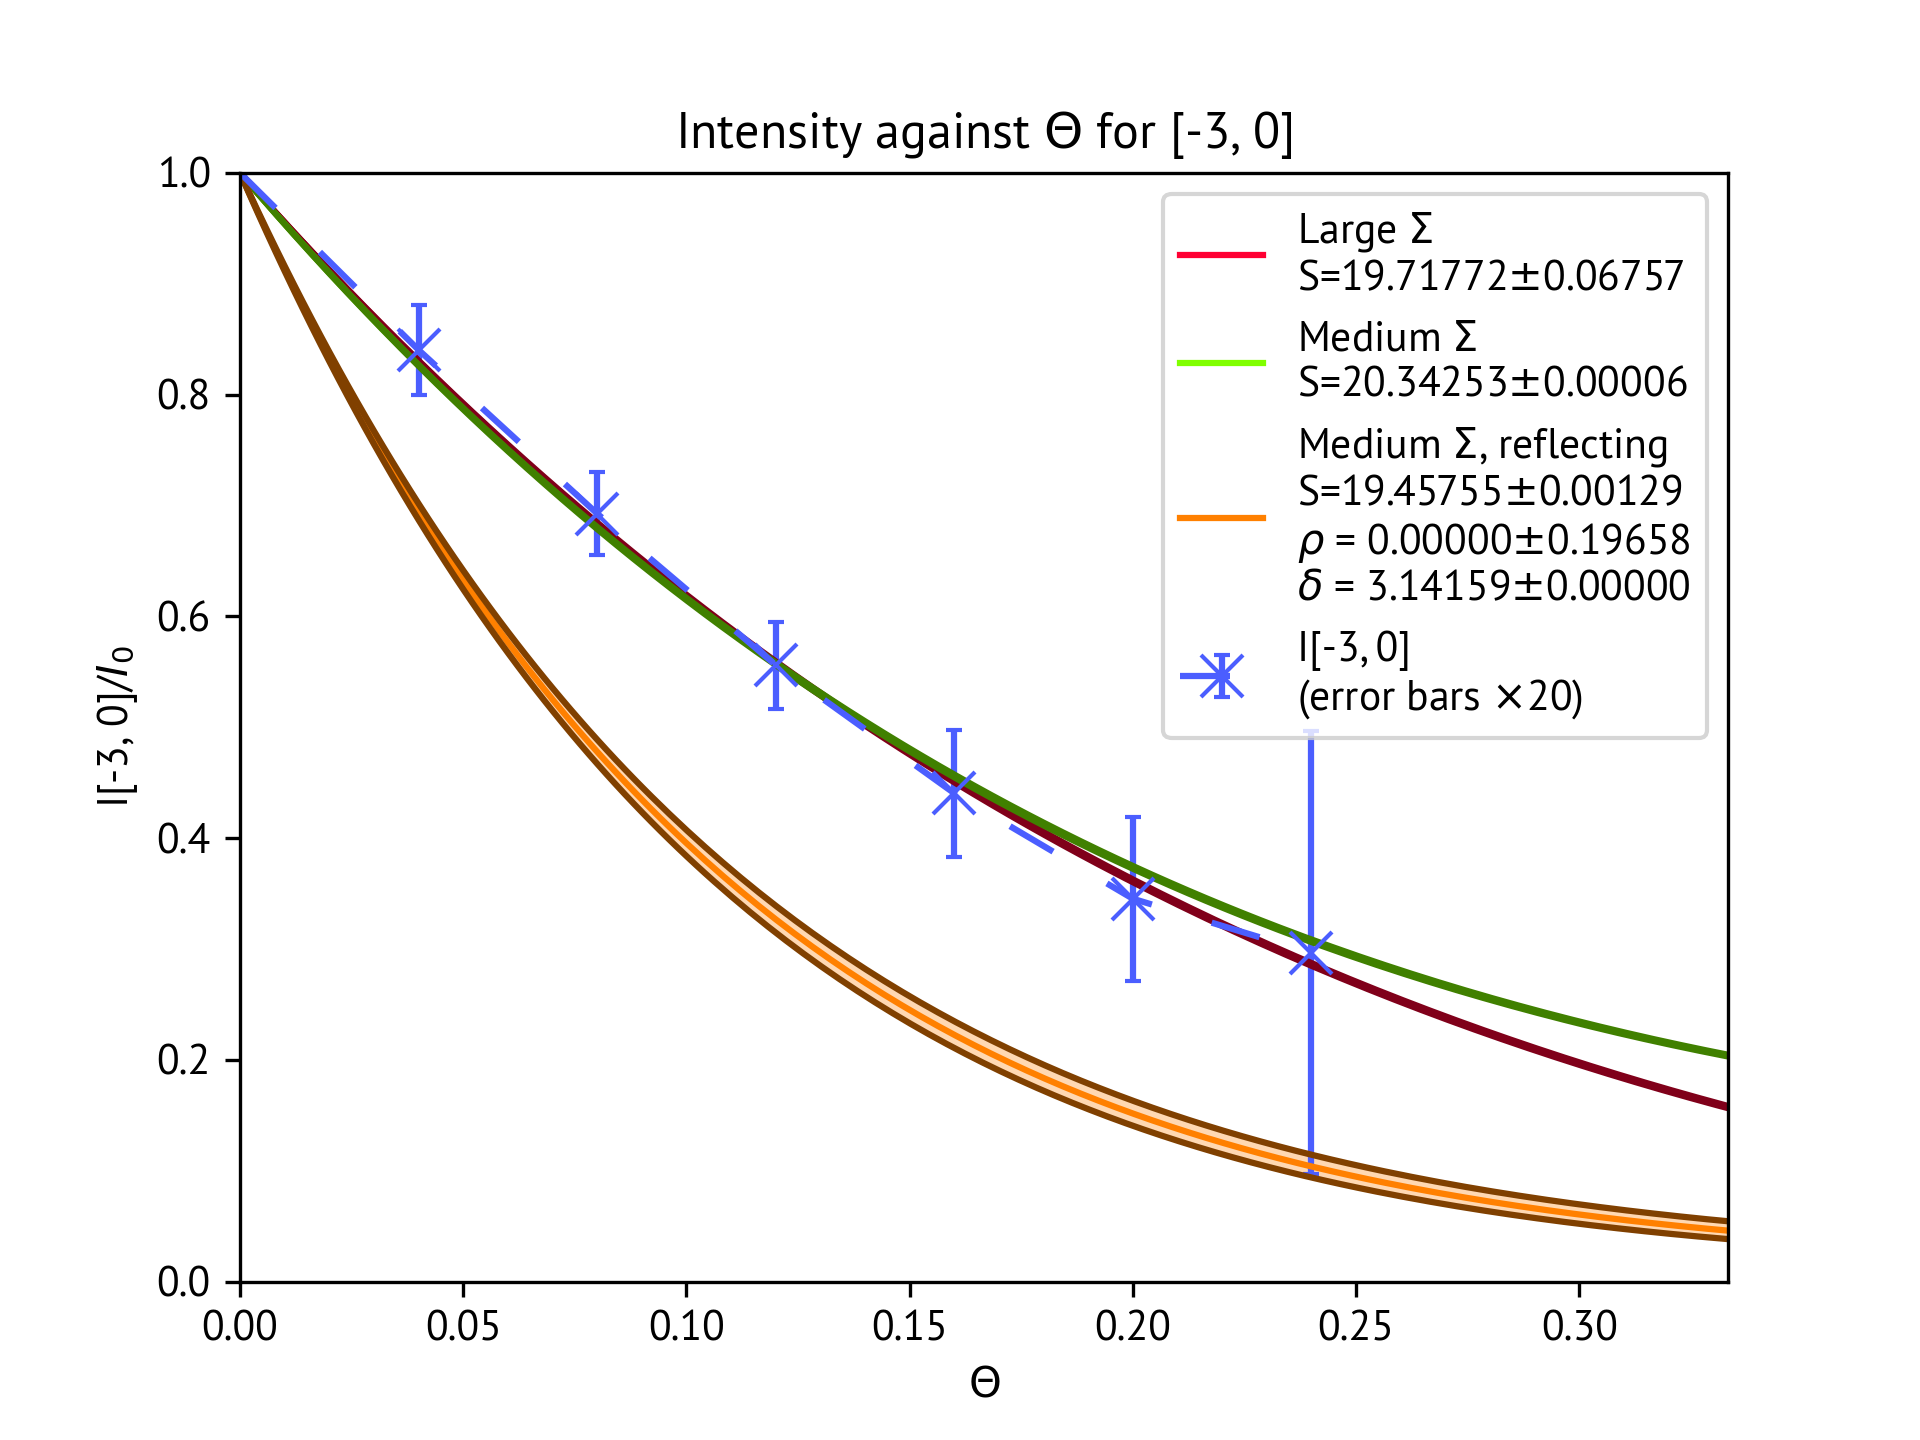 Intensity against Θ for [-3, 0]
1.0
0.8
0.6
0.4
0.2
0.0
I[-3, 0]/I₀
0.00 0.05 0.10 0.15 0.20 0.25 0.30
Θ
Large Σ
S=19.71772±0.06757
Medium Σ
S=20.34253±0.00006
Medium Σ, reflecting
S=19.45755±0.00129
ρ = 0.00000±0.19658
δ = 3.14159±0.00000
I[-3, 0]
(error bars ×20)